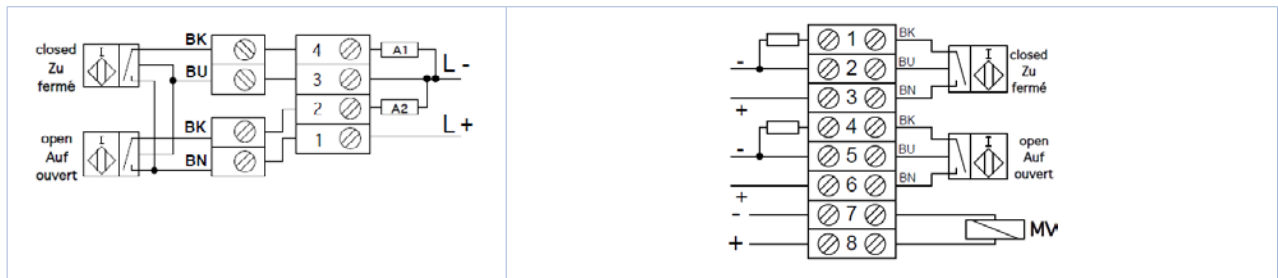 closed
Zu
fermé
BK
BU
4
A1
L -
3
2
A2
L+
1
open
Auf
ouvert
BK
BN
I
I
1
BK
closed
Zu
fermé
I
-
2
BU
3
BN
+
4
BK
open
Auf
ouvert
I
-
5
BU
6
BN
+
-
7
MV
+
8